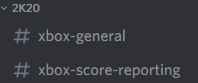 2K20
# xbox-general
# xbox-score-reporting